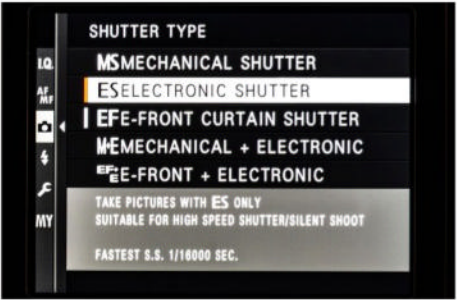 SHUTTER TYPE
I.Q.
AF
MF
MY
MS MECHANICAL SHUTTER
ES ELECTRONIC SHUTTER
EF E-FRONT CURTAIN SHUTTER
M+E MECHANICAL + ELECTRONIC
EF+E E-FRONT + ELECTRONIC
TAKE PICTURES WITH ES ONLY
SUITABLE FOR HIGH SPEED SHUTTER/SILENT SHOOT
FASTEST S.S. 1/16000 SEC.